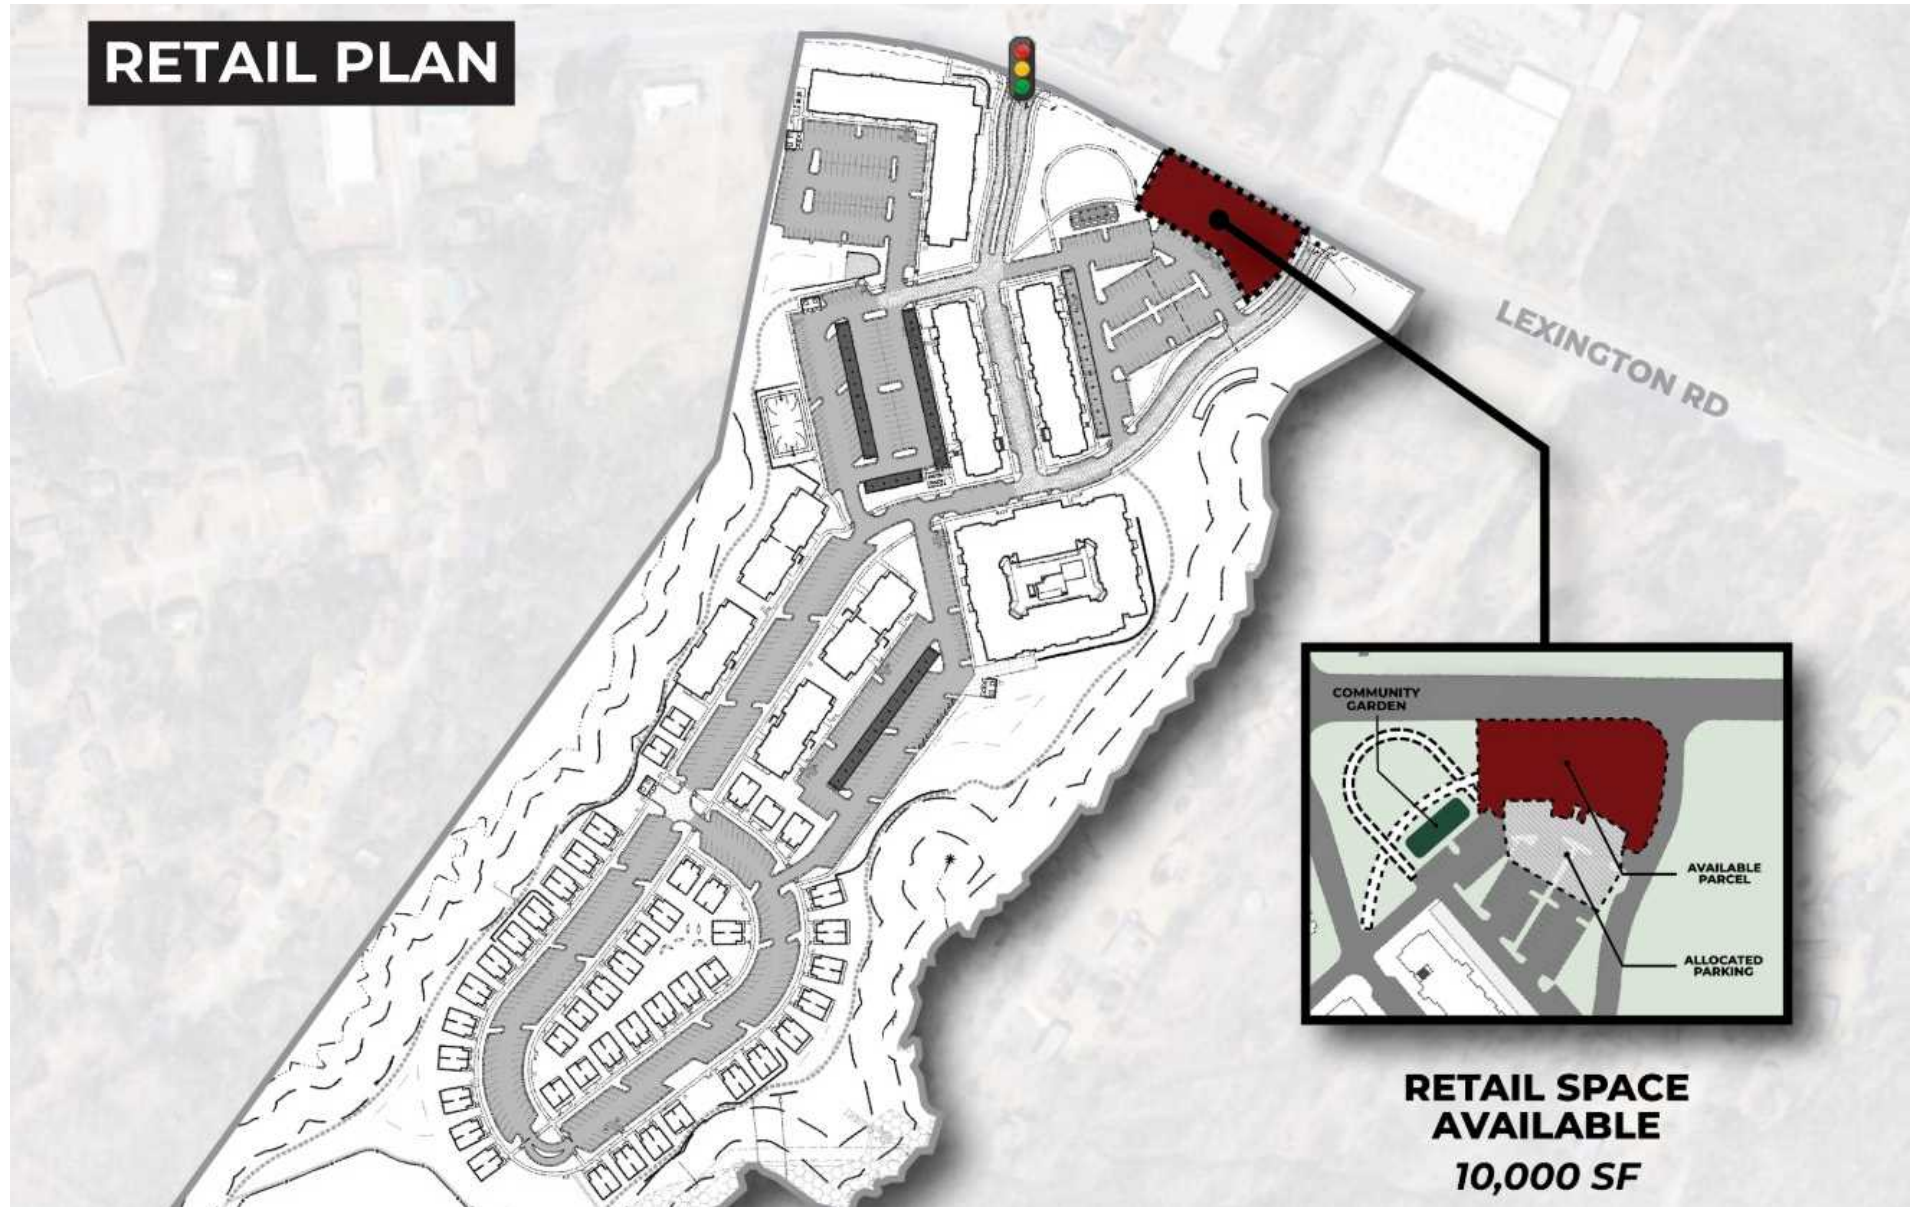 RETAIL PLAN
LEXINGTON RD
COMMUNITY
GARDEN
AVAILABLE
PARCEL
ALLOCATED
PARKING
RETAIL SPACE
AVAILABLE
10,000 SF